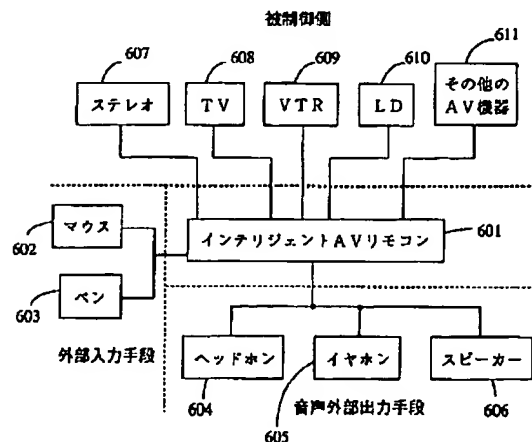 被制御側
607
608
609
610
611
ステレオ
TV
VTR
LD
その他の
AV機器
マウス
602
インテリジェントAVリモコン
601
ペン
603
外部入力手段
ヘッドホン
イヤホン
スピーカー
604
605
音声外部出力手段
606